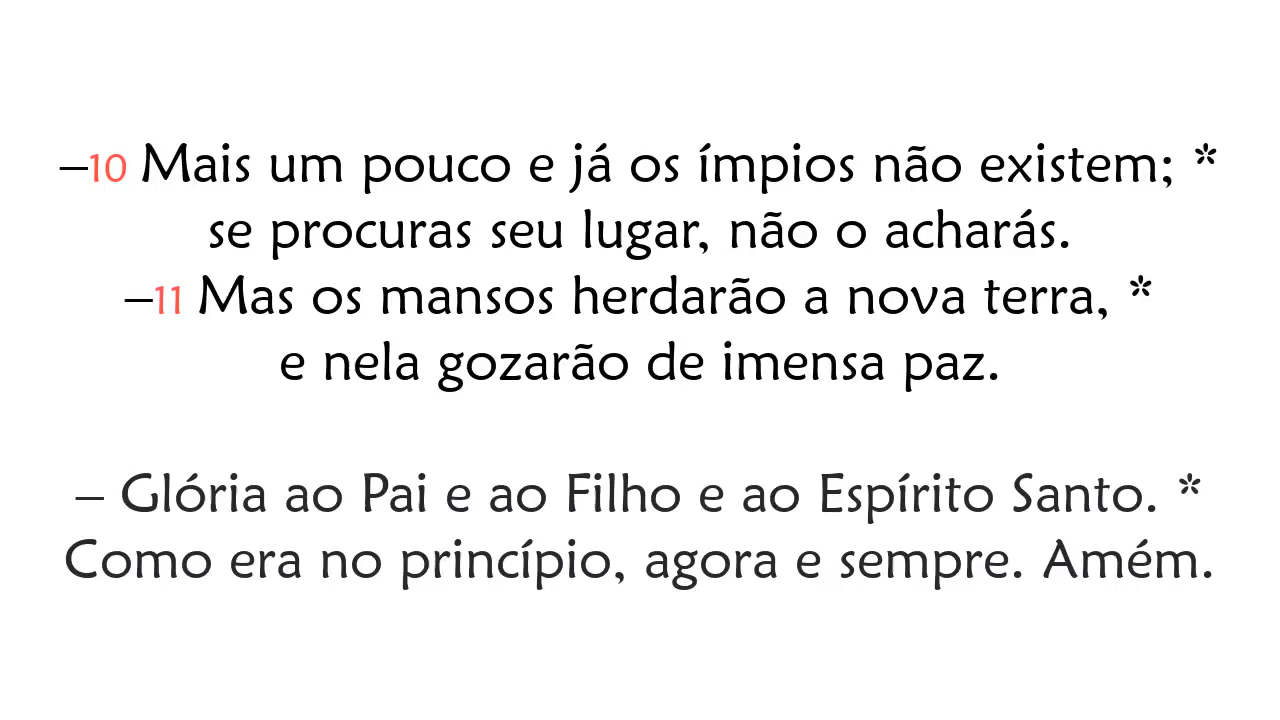 –10 Mais um pouco e já os ímpios não existem; *
se procuras seu lugar, não o acharás.
–11 Mas os mansos herdarão a nova terra, *
e nela gozarão de imensa paz.
– Glória ao Pai e ao Filho e ao Espírito Santo. *
Como era no princípio, agora e sempre. Amém.